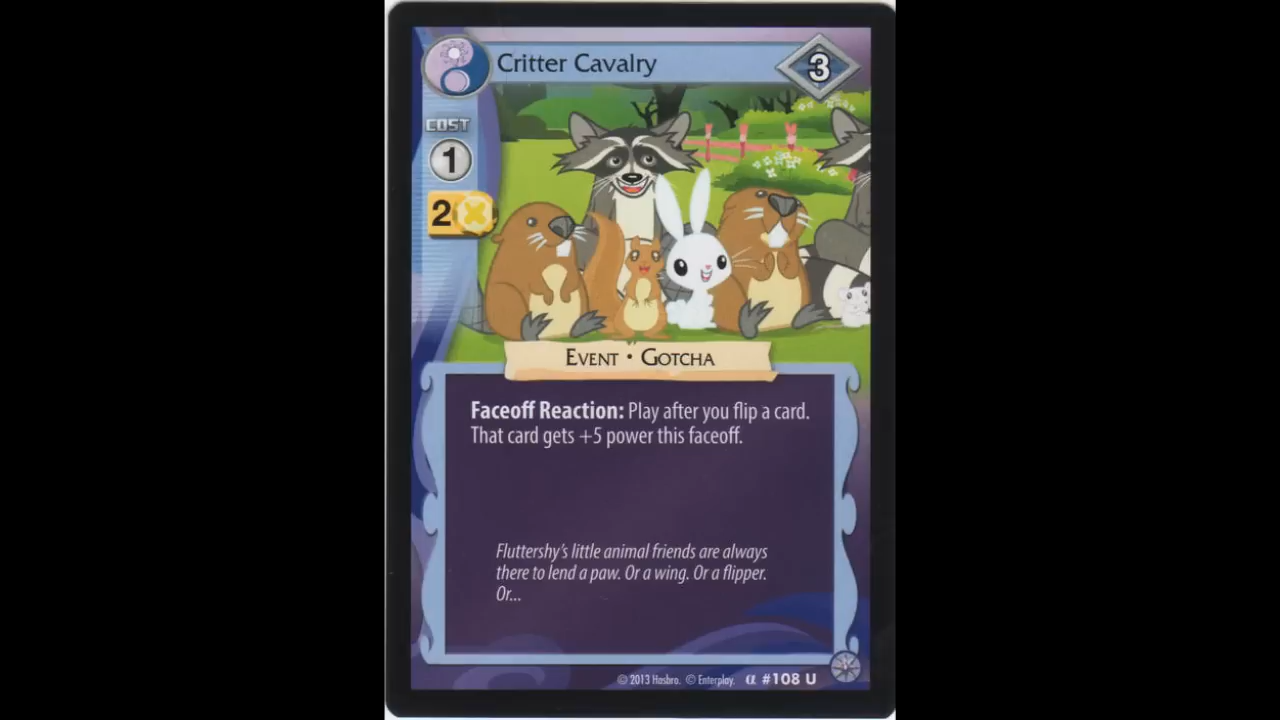 Critter Cavalry
3
COST
1
2
EVENT • GOTCHA
Faceoff Reaction: Play after you flip a card.
That card gets +5 power this faceoff.
Fluttershy's little animal friends are always
there to lend a paw. Or a wing. Or a flipper.
Or...
© 2013 Hasbro. © Enterplay. α #108 U